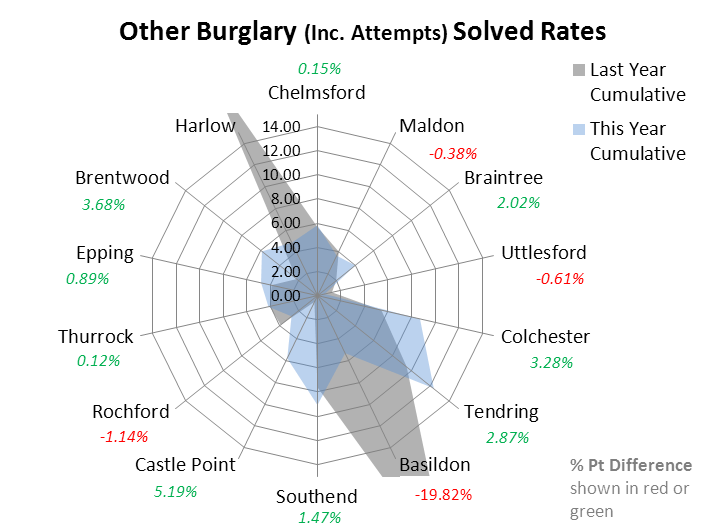 Other Burglary (Inc. Attempts) Solved Rates
0.15%
Chelmsford
Last Year
Cumulative
This Year
Cumulative
14.00
12.00
10.00
8.00
6.00
4.00
2.00
0.00
Harlow
Maldon
-0.38%
Brentwood
3.68%
Braintree
2.02%
Epping
0.89%
Uttlesford
-0.61%
Thurrock
0.12%
Colchester
3.28%
Rochford
-1.14%
Tendring
2.87%
Castle Point
5.19%
Basildon
-19.82%
Southend
1.47%
% Pt Difference
shown in red or
green